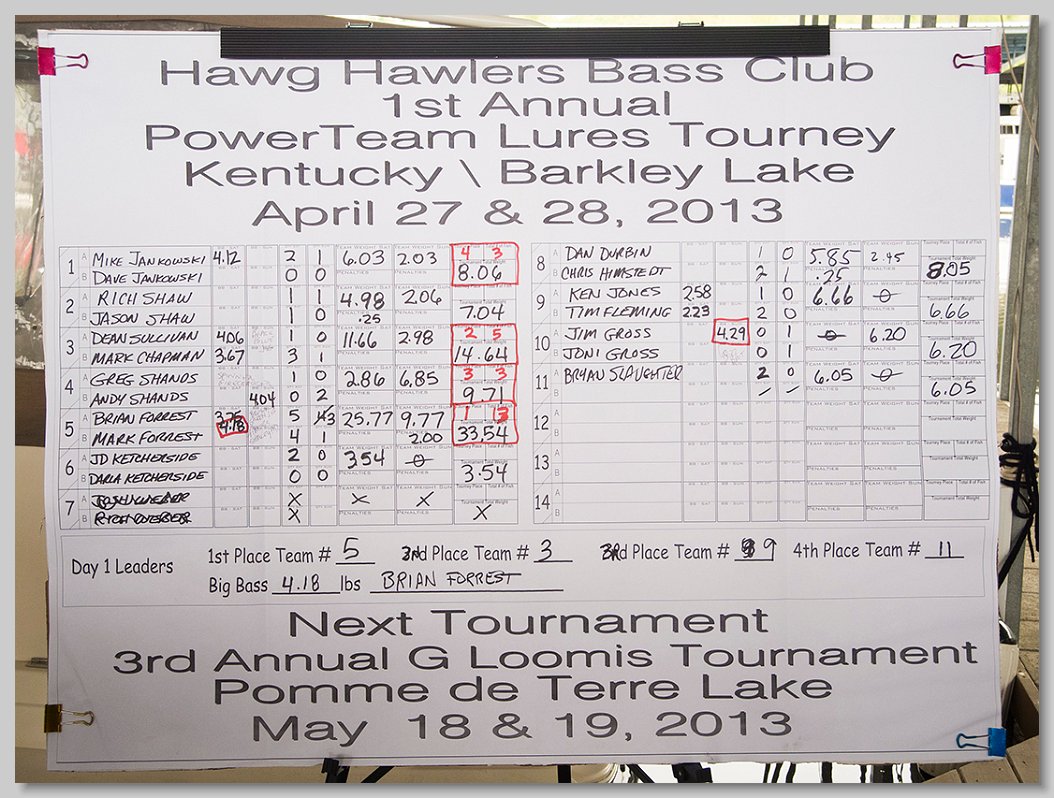 Hawg Hawlers Bass Club
1st Annual
PowerTeam Lures Tourney
Kentucky \ Barkley Lake
April 27 & 28, 2013
1 A MIKE JANKOWSKI 4.12 2 1 6.03 2.03 4 3
B DAVE JANKOWSKI 0 0 8.06
2 A RICH SHAW 1 1 4.98 2.06
B JASON SHAW 1 0 .25 7.04
3 A DEAN SULLIVAN 4.06 1 0 11.66 2.98 2 5
B MARK CHAPMAN 3.67 3 1 14.64
4 A GREG SHANDS 1 0 2.86 6.85 3 3
B ANDY SHANDS 4.04 0 2 9.71
5 A BRIAN FORREST 3.75 5 3 25.77 9.77 1
B MARK FORREST 4.18 4 1 2.00 33.54
6 A JD KETCHERSIDE 2 0 3.54 0
B DARLA KETCHERSIDE 0 0 3.54
7 A X X X
B X X
8 A DAN DURBIN 1 0 5.85 2.45
B CHRIS HIMSTEDT 2 1 .25 8.05
9 A KEN JONES 2.58 1 0 6.66 0
B TIM FLEMING 2.23 2 0 6.66
10 A JIM GROSS 4.29 0 1 0 6.20
B JONI GROSS 0 1 6.20
11 A BRYAN SLAUGHTER 2 0 6.05 0
B - - 6.05
12 A
B
13 A
B
14 A
B
Day 1 Leaders 1st Place Team # 5 2nd Place Team # 3 3rd Place Team # 9 4th Place Team # 11
Big Bass 4.18 lbs BRIAN FORREST
Next Tournament
3rd Annual G Loomis Tournament
Pomme de Terre Lake
May 18 & 19, 2013